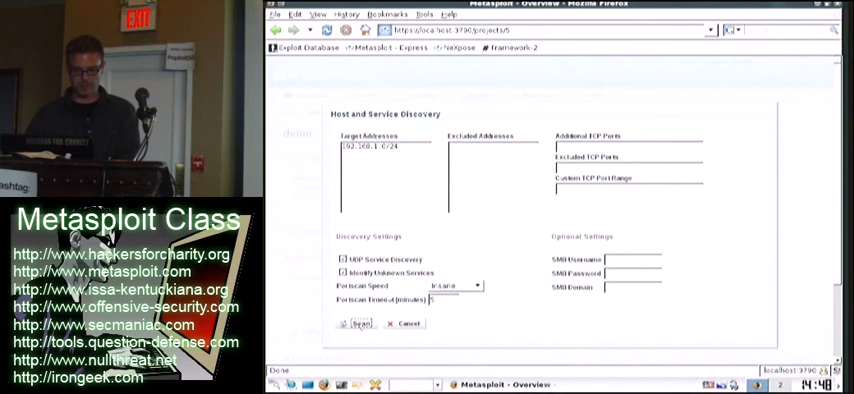 EXIT
HACKERS FOR CHARITY
ashtag:
Metasploit Class
http://www.hackersforcharity.org
http://www.metasploit.com
http://www.issa-kentuckiana.org
http://www.offensive-security.com
http://www.secmaniac.com
http://tools.question-defense.com
http://www.nullthreat.net
http://irongeek.com
Metasploit - Overview - Mozilla Firefox
File Edit View History Bookmarks Tools Help
https://localhost:3790/projects/5
Exploit Database Metasploit - Express NeXpose framework-2
demo
Host and Service Discovery
Target Addresses Excluded Addresses Additional TCP Ports
192.168.1.0/24
Excluded TCP Ports
Custom TCP Port Range
Discovery Settings Optional Settings
UDP Service Discovery SMB Username
Identify Unknown Services SMB Password
Portscan Speed Insane SMB Domain
Portscan Timeout (minutes) 5
Scan Cancel
Done localhost:3790
Metasploit - Overview - 2 14:48